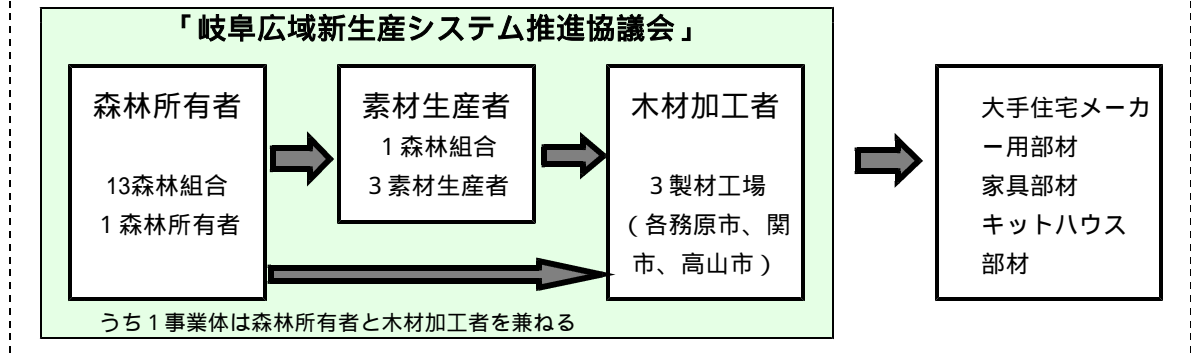 「岐阜広域新生産システム推進協議会」
森林所有者
13森林組合
１森林所有者
素材生産者
１森林組合
３素材生産者
木材加工者
３製材工場
（各務原市、関
市、高山市）
うち１事業体は森林所有者と木材加工者を兼ねる
大手住宅メーカ
ー用部材
家具部材
キットハウス
部材